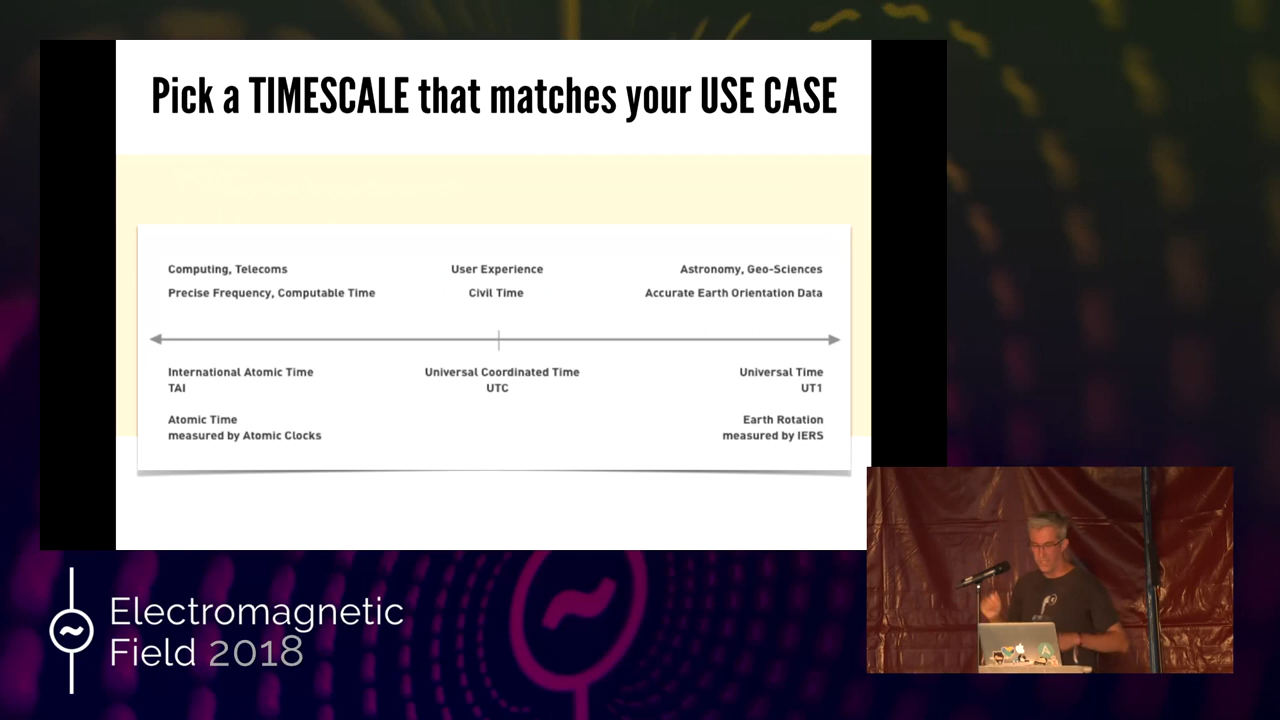 Pick a TIMESCALE that matches your USE CASE
Computing, Telecoms
Precise Frequency, Computable Time
User Experience
Civil Time
Astronomy, Geo-Sciences
Accurate Earth Orientation Data
International Atomic Time
TAI
Universal Coordinated Time
UTC
Universal Time
UT1
Atomic Time
measured by Atomic Clocks
Earth Rotation
measured by IERS
Electromagnetic
Field 2018